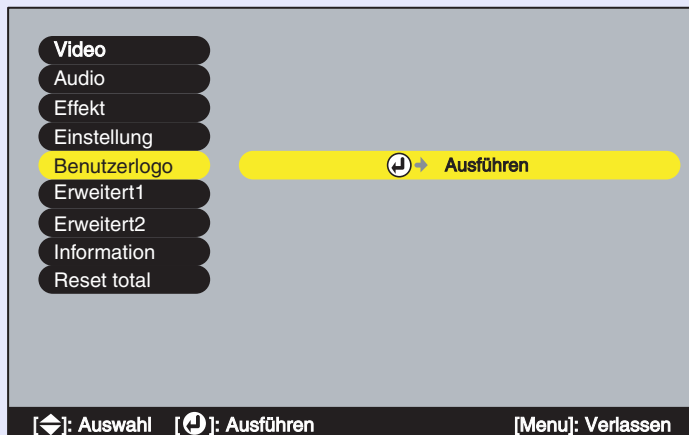 Video
Audio
Effekt
Einstellung
Benutzerlogo
Ausführen
Erweitert1
Erweitert2
Information
Reset total
[]: Auswahl []: Ausführen [Menu]: Verlassen